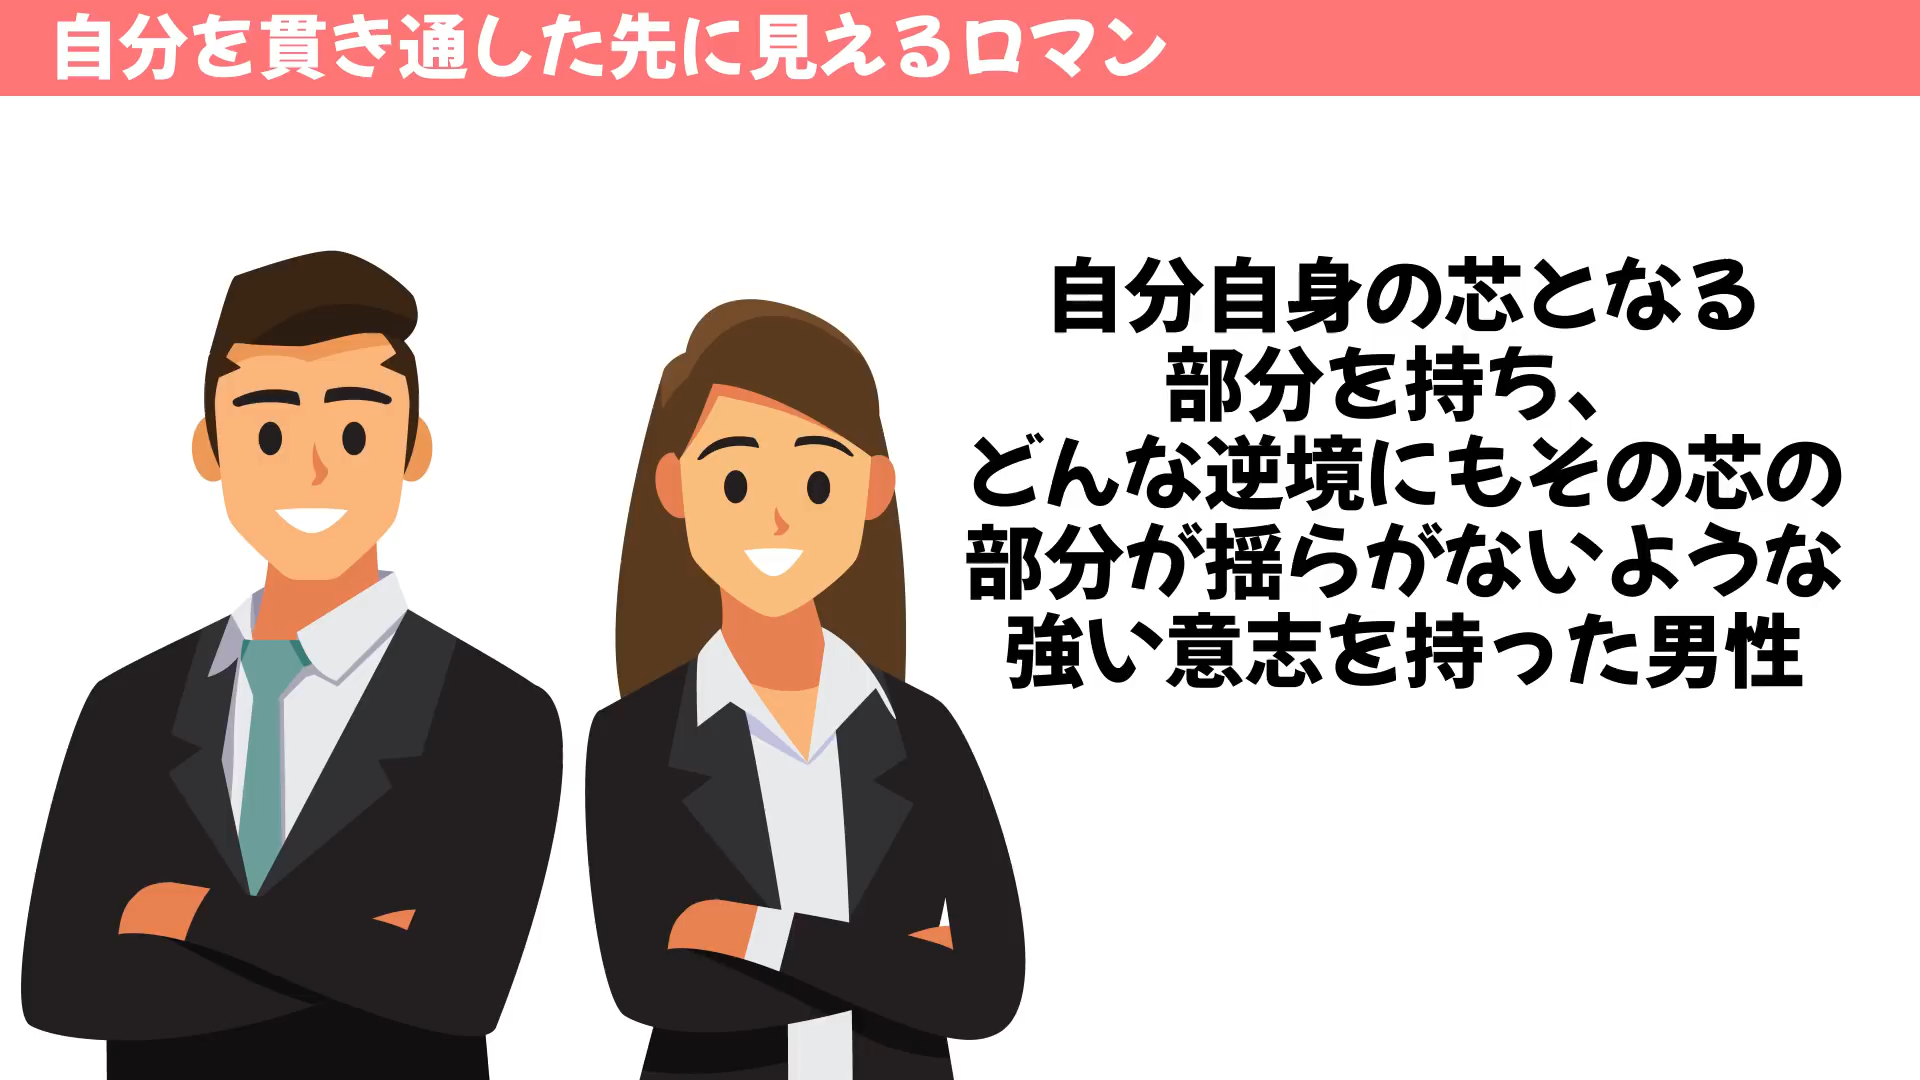 自分を貫き通した先に見えるロマン
自分自身の芯となる
部分を持ち、
どんな逆境にもその芯の
部分が揺らがないような
強い意志を持った男性